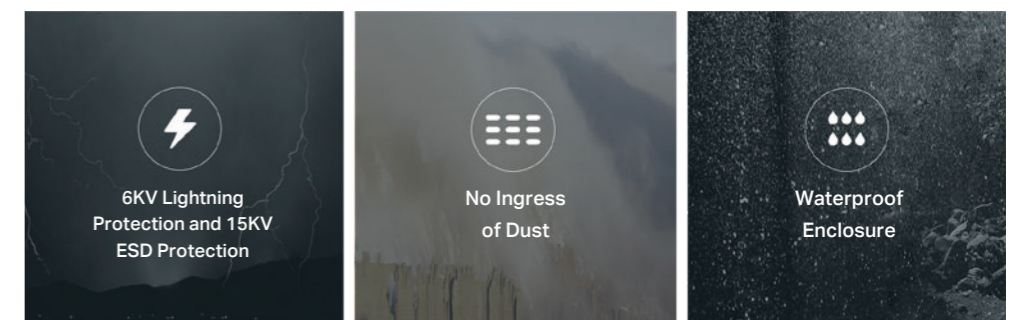 6KV Lightning
Protection and 15KV
ESD Protection
No Ingress
of Dust
Waterproof
Enclosure